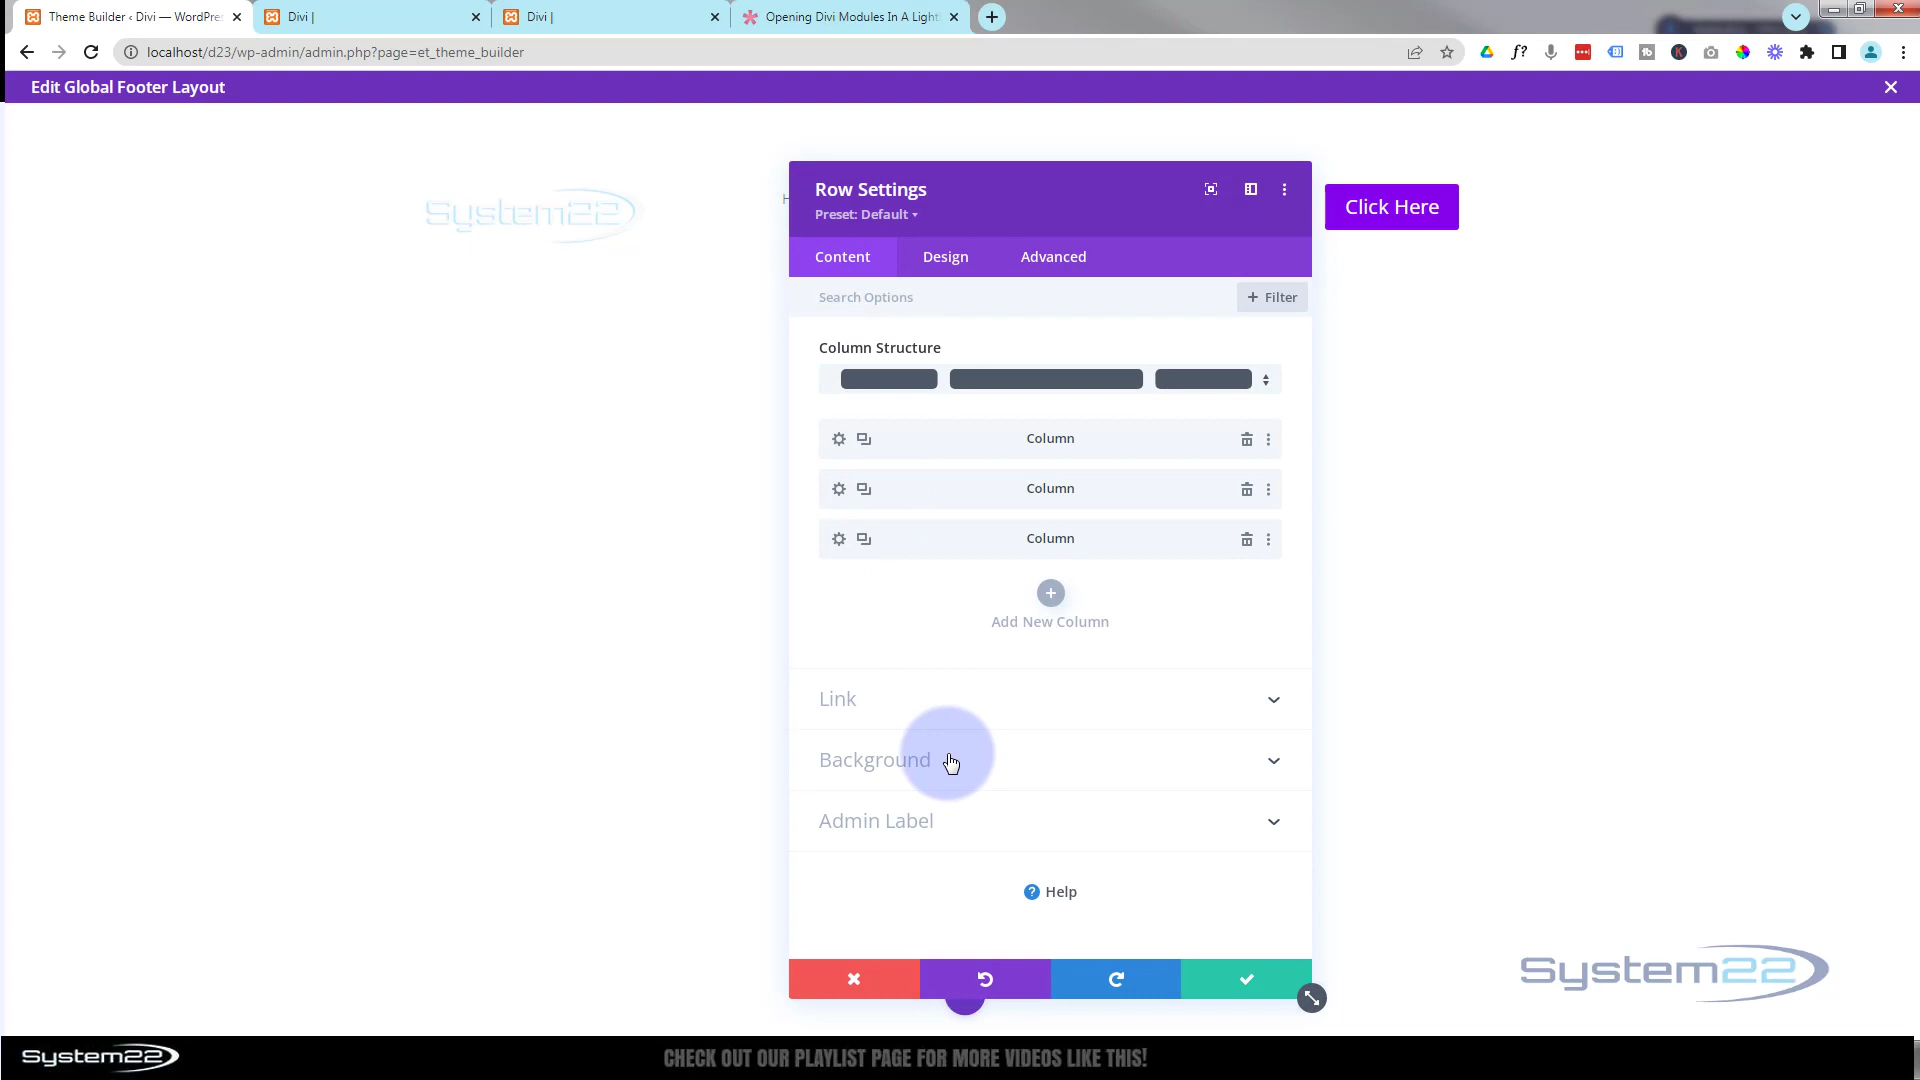 Theme Builder ‹ Divi — WordPre
Divi |
Divi |
Opening Divi Modules In A Light
localhost/d23/wp-admin/admin.php?page=et_theme_builder
Edit Global Footer Layout
System22
H
Click Here
Row Settings
Preset: Default
Content
Design
Advanced
Search Options
+ Filter
Column Structure
Column
Column
Column
Add New Column
Link
Background
Admin Label
? Help
System22
System22
CHECK OUT OUR PLAYLIST PAGE FOR MORE VIDEOS LIKE THIS!